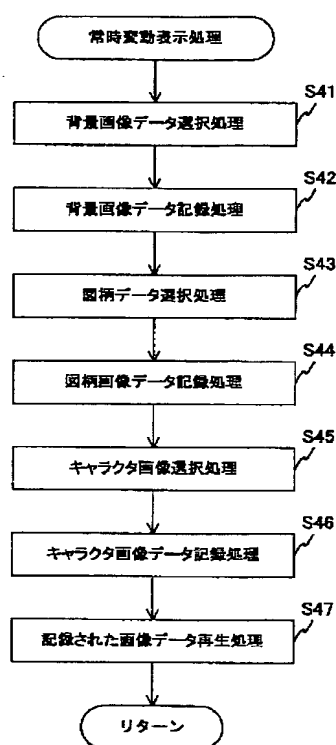 常時変動表示処理
S41
背景画像データ選択処理
S42
背景画像データ記録処理
S43
図柄データ選択処理
S44
図柄画像データ記録処理
S45
キャラクタ画像選択処理
S46
キャラクタ画像データ記録処理
S47
記録された画像データ再生処理
リターン